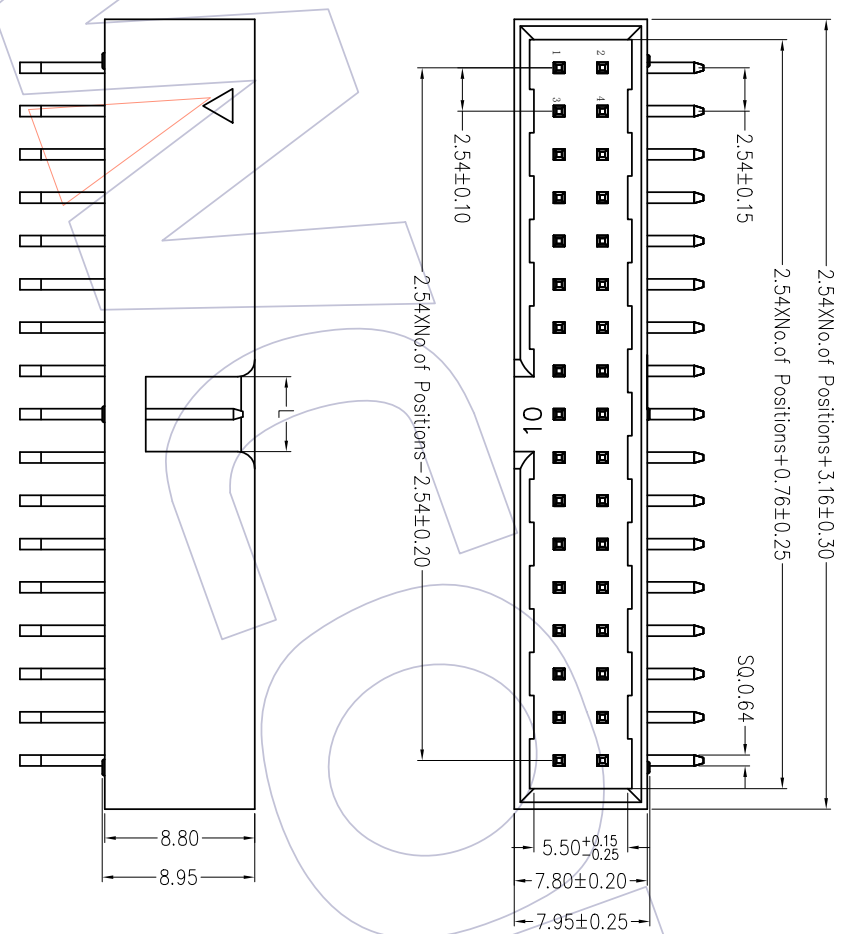 1
2
3
4
2.54±0.10
2.54±0.15
2.54XNo.of Positions-2.54±0.20
2.54XNo.of Positions+0.76±0.25
2.54XNo.of Positions+3.16±0.30
SQ.0.64
L
10
8.80
8.95
5.50+0.15-0.25
7.80±0.20
7.95±0.25